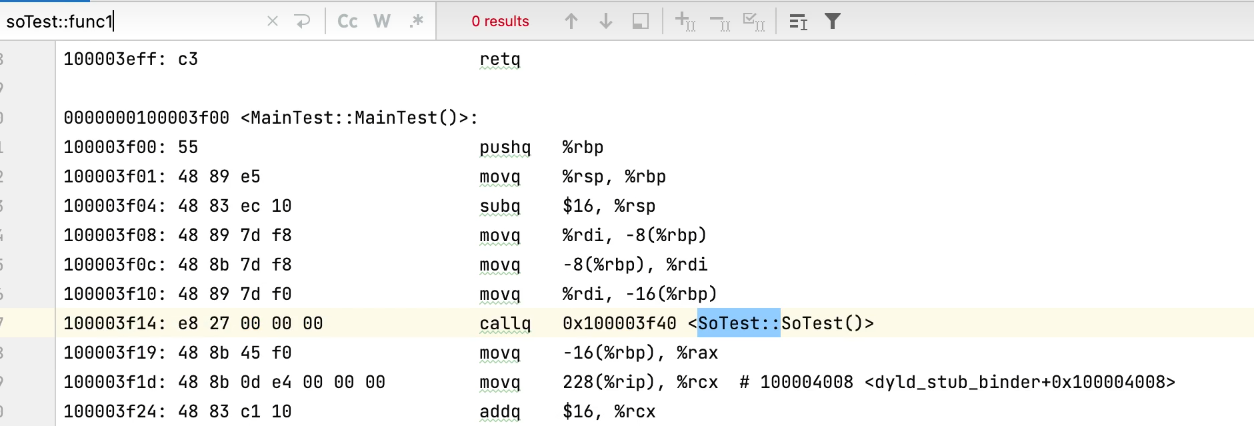 soTest::func1 × Cc W .* 0 results
100003eff: c3 retq
0000000100003f00 <MainTest::MainTest()>:
100003f00: 55 pushq %rbp
100003f01: 48 89 e5 movq %rsp, %rbp
100003f04: 48 83 ec 10 subq $16, %rsp
100003f08: 48 89 7d f8 movq %rdi, -8(%rbp)
100003f0c: 48 8b 7d f8 movq -8(%rbp), %rdi
100003f10: 48 89 7d f0 movq %rdi, -16(%rbp)
100003f14: e8 27 00 00 00 callq 0x100003f40 <SoTest::SoTest()>
100003f19: 48 8b 45 f0 movq -16(%rbp), %rax
100003f1d: 48 8b 0d e4 00 00 00 movq 228(%rip), %rcx # 100004008 <dyld_stub_binder+0x100004008>
100003f24: 48 83 c1 10 addq $16, %rcx